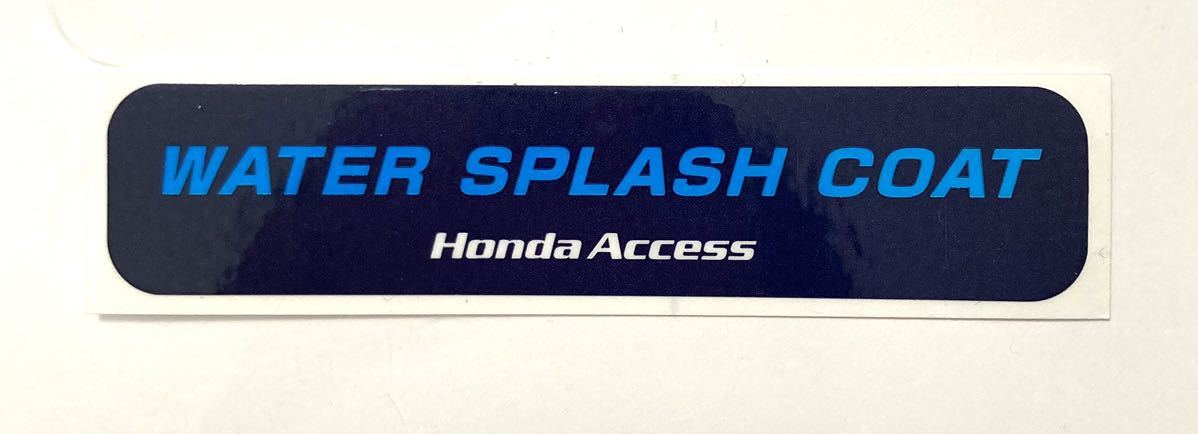 WATER SPLASH COAT
Honda Access